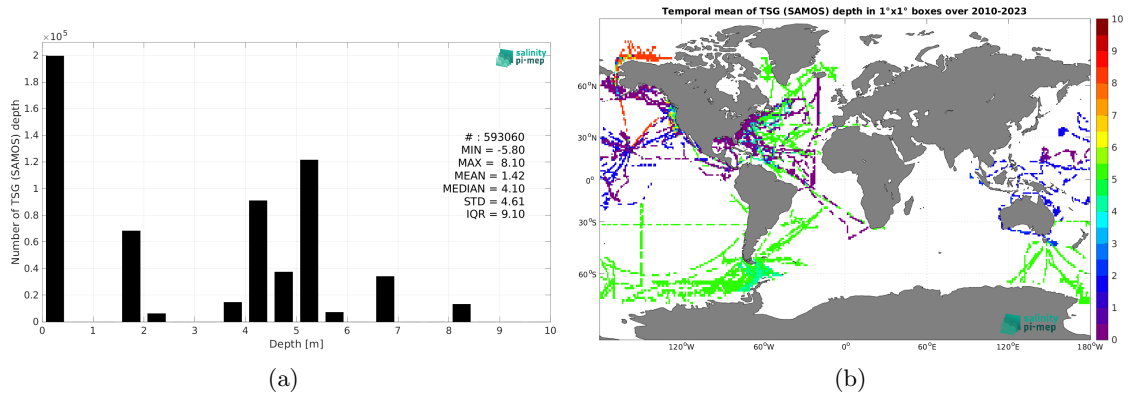 ×10⁵
2
1.8
1.6
1.4
1.2
1
0.8
0.6
0.4
0.2
0
Number of TSG (SAMOS) depth
salinity
pi-mep
# : 593060
MIN = -5.80
MAX = 8.10
MEAN = 1.42
MEDIAN = 4.10
STD = 4.61
IQR = 9.10
0 1 2 3 4 5 6 7 8 9 10
Depth [m]
(a)
Temporal mean of TSG (SAMOS) depth in 1°x1° boxes over 2010-2023
60°N
30°N
0°
30°S
60°S
120°W 60°W 0° 60°E 120°E 180°W
salinity
pi-mep
10
9
8
7
6
5
4
3
2
1
0
(b)